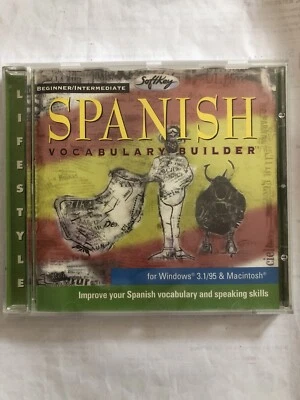 BEGINNER/INTERMEDIATE
SoftKey
SPANISH
VOCABULARY BUILDER
LIFESTYLE
for Windows® 3.1/95 & Macintosh®
Improve your Spanish vocabulary and speaking skills